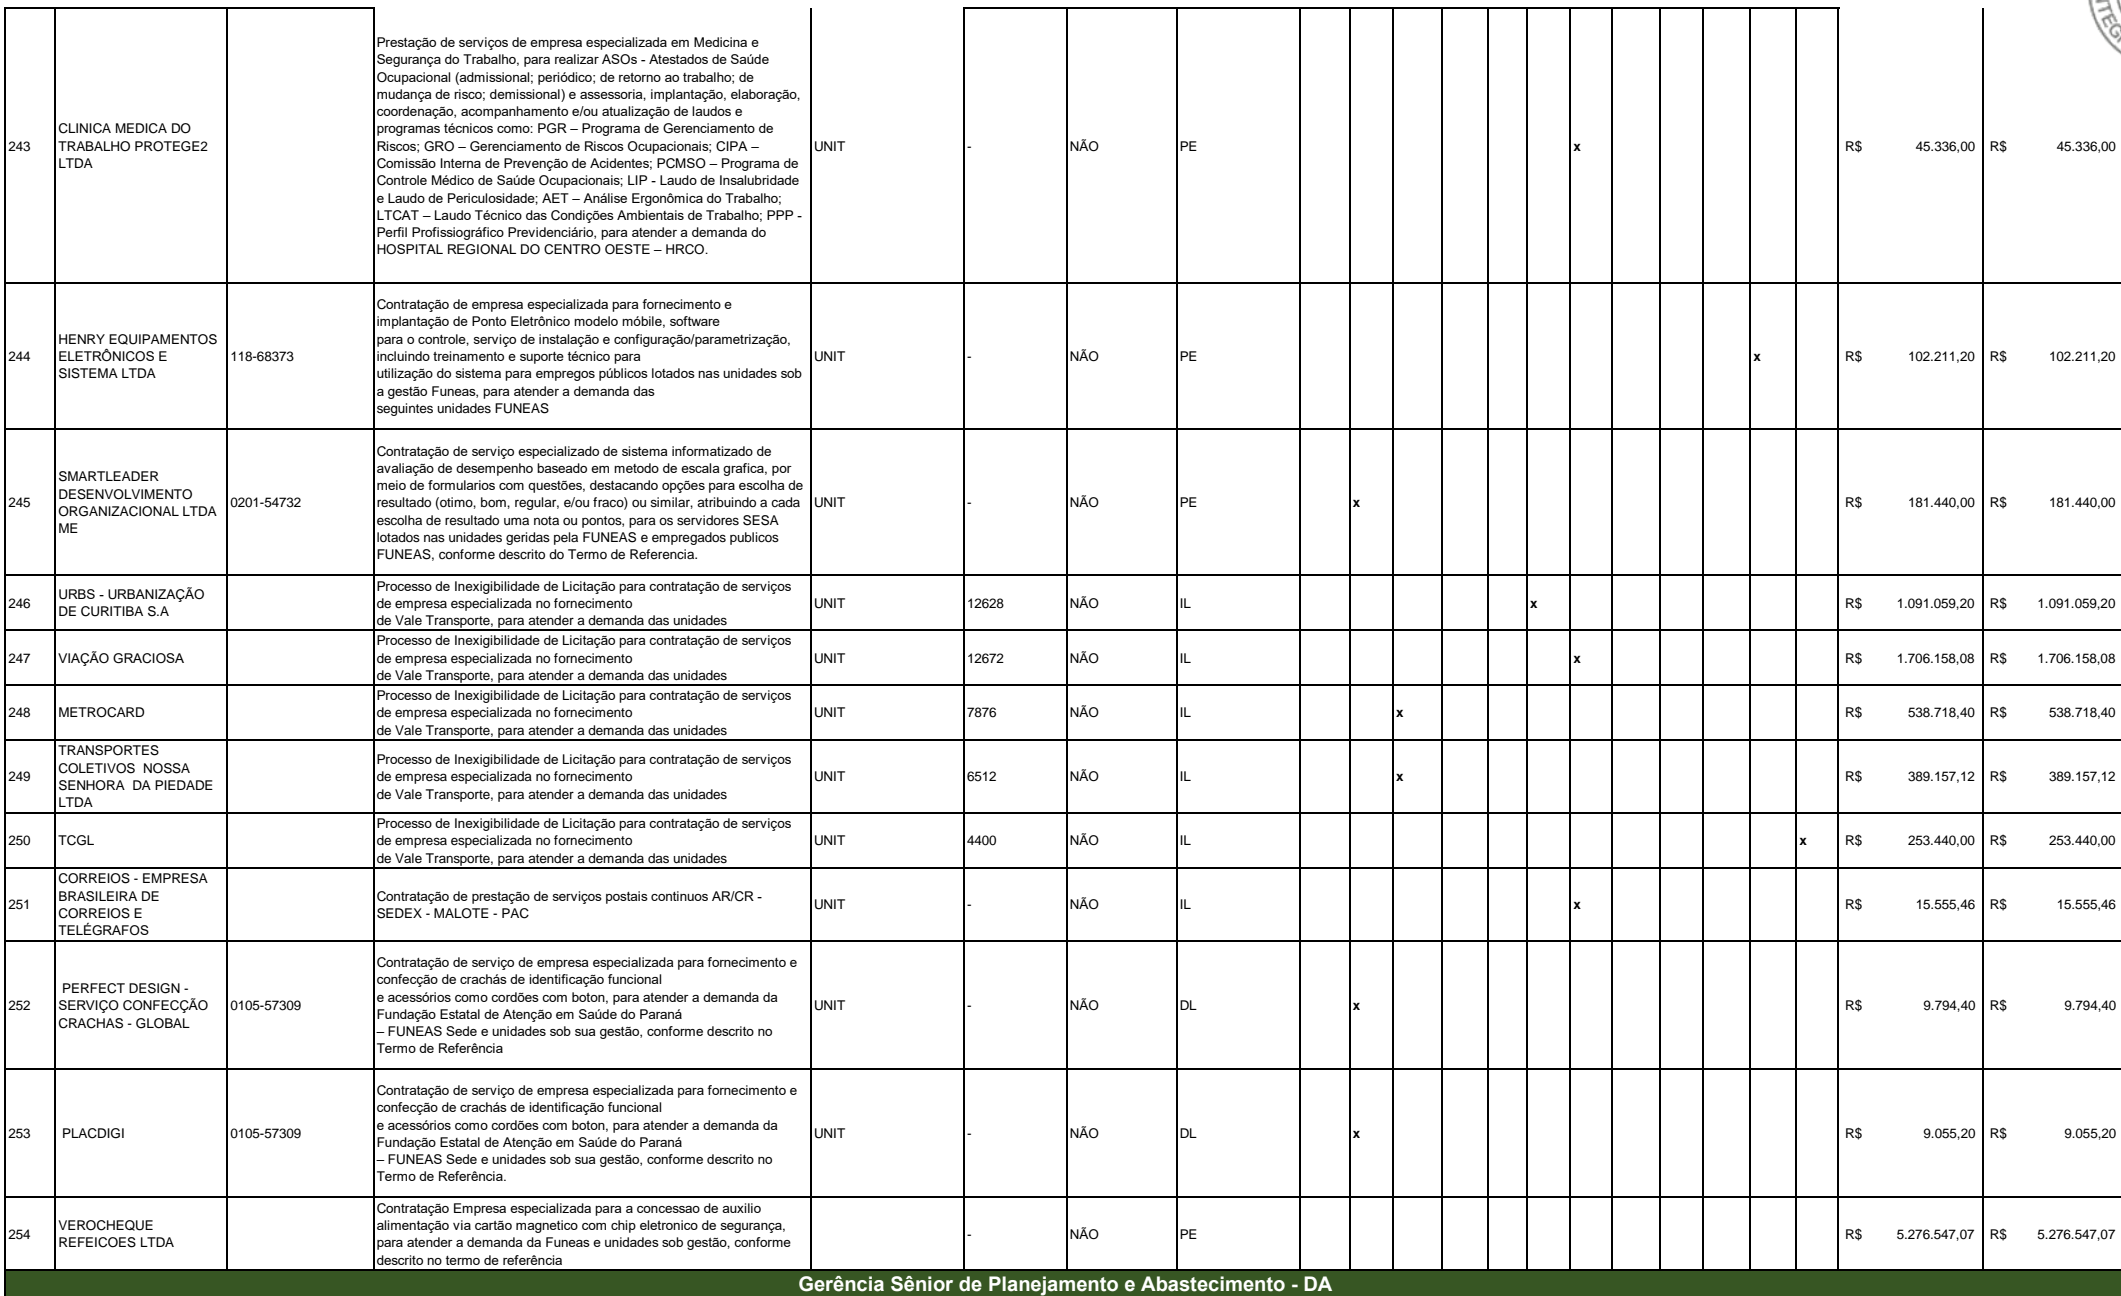 243
CLINICA MEDICA DO
TRABALHO PROTEGE2
LTDA
Prestação de serviços de empresa especializada em Medicina e
Segurança do Trabalho, para realizar ASOs - Atestados de Saúde
Ocupacional (admissional; periódico; de retorno ao trabalho; de
mudança de risco; demissional) e assessoria, implantação, elaboração,
coordenação, acompanhamento e/ou atualização de laudos e
programas técnicos como: PGR – Programa de Gerenciamento de
Riscos; GRO – Gerenciamento de Riscos Ocupacionais; CIPA –
Comissão Interna de Prevenção de Acidentes; PCMSO – Programa de
Controle Médico de Saúde Ocupacionais; LIP - Laudo de Insalubridade
e Laudo de Periculosidade; AET – Análise Ergonômica do Trabalho;
LTCAT – Laudo Técnico das Condições Ambientais de Trabalho; PPP -
Perfil Profissiográfico Previdenciário, para atender a demanda do
HOSPITAL REGIONAL DO CENTRO OESTE – HRCO.
UNIT - NÃO PE x R$ 45.336,00 R$ 45.336,00
244
HENRY EQUIPAMENTOS
ELETRÔNICOS E
SISTEMA LTDA
118-68373
Contratação de empresa especializada para fornecimento e
implantação de Ponto Eletrônico modelo móbile, software
para o controle, serviço de instalação e configuração/parametrização,
incluindo treinamento e suporte técnico para
utilização do sistema para empregos públicos lotados nas unidades sob
a gestão Funeas, para atender a demanda das
seguintes unidades FUNEAS
UNIT - NÃO PE x R$ 102.211,20 R$ 102.211,20
245
SMARTLEADER
DESENVOLVIMENTO
ORGANIZACIONAL LTDA
ME
0201-54732
Contratação de serviço especializado de sistema informatizado de
avaliação de desempenho baseado em metodo de escala grafica, por
meio de formularios com questões, destacando opções para escolha de
resultado (otimo, bom, regular, e/ou fraco) ou similar, atribuindo a cada
escolha de resultado uma nota ou pontos, para os servidores SESA
lotados nas unidades geridas pela FUNEAS e empregados publicos
FUNEAS, conforme descrito do Termo de Referencia.
UNIT - NÃO PE x R$ 181.440,00 R$ 181.440,00
246
URBS - URBANIZAÇÃO
DE CURITIBA S.A
Processo de Inexigibilidade de Licitação para contratação de serviços
de empresa especializada no fornecimento
de Vale Transporte, para atender a demanda das unidades
UNIT 12628 NÃO IL x R$ 1.091.059,20 R$ 1.091.059,20
247
VIAÇÃO GRACIOSA
Processo de Inexigibilidade de Licitação para contratação de serviços
de empresa especializada no fornecimento
de Vale Transporte, para atender a demanda das unidades
UNIT 12672 NÃO IL x R$ 1.706.158,08 R$ 1.706.158,08
248
METROCARD
Processo de Inexigibilidade de Licitação para contratação de serviços
de empresa especializada no fornecimento
de Vale Transporte, para atender a demanda das unidades
UNIT 7876 NÃO IL x R$ 538.718,40 R$ 538.718,40
249
TRANSPORTES
COLETIVOS NOSSA
SENHORA DA PIEDADE
LTDA
Processo de Inexigibilidade de Licitação para contratação de serviços
de empresa especializada no fornecimento
de Vale Transporte, para atender a demanda das unidades
UNIT 6512 NÃO IL x R$ 389.157,12 R$ 389.157,12
250
TCGL
Processo de Inexigibilidade de Licitação para contratação de serviços
de empresa especializada no fornecimento
de Vale Transporte, para atender a demanda das unidades
UNIT 4400 NÃO IL x R$ 253.440,00 R$ 253.440,00
251
CORREIOS - EMPRESA
BRASILEIRA DE
CORREIOS E
TELÉGRAFOS
Contratação de prestação de serviços postais continuos AR/CR -
SEDEX - MALOTE - PAC
UNIT - NÃO IL x R$ 15.555,46 R$ 15.555,46
252
PERFECT DESIGN -
SERVIÇO CONFECÇÃO
CRACHAS - GLOBAL
0105-57309
Contratação de serviço de empresa especializada para fornecimento e
confecção de crachás de identificação funcional
e acessórios como cordões com boton, para atender a demanda da
Fundação Estatal de Atenção em Saúde do Paraná
– FUNEAS Sede e unidades sob sua gestão, conforme descrito no
Termo de Referência
UNIT - NÃO DL x R$ 9.794,40 R$ 9.794,40
253
PLACDIGI
0105-57309
Contratação de serviço de empresa especializada para fornecimento e
confecção de crachás de identificação funcional
e acessórios como cordões com boton, para atender a demanda da
Fundação Estatal de Atenção em Saúde do Paraná
– FUNEAS Sede e unidades sob sua gestão, conforme descrito no
Termo de Referência.
UNIT - NÃO DL x R$ 9.055,20 R$ 9.055,20
254
VEROCHEQUE
REFEICOES LTDA
Contratação Empresa especializada para a concessao de auxilio
alimentação via cartão magnetico com chip eletronico de segurança,
para atender a demanda da Funeas e unidades sob gestão, conforme
descrito no termo de referência
- NÃO PE R$ 5.276.547,07 R$ 5.276.547,07
Gerência Sênior de Planejamento e Abastecimento - DA